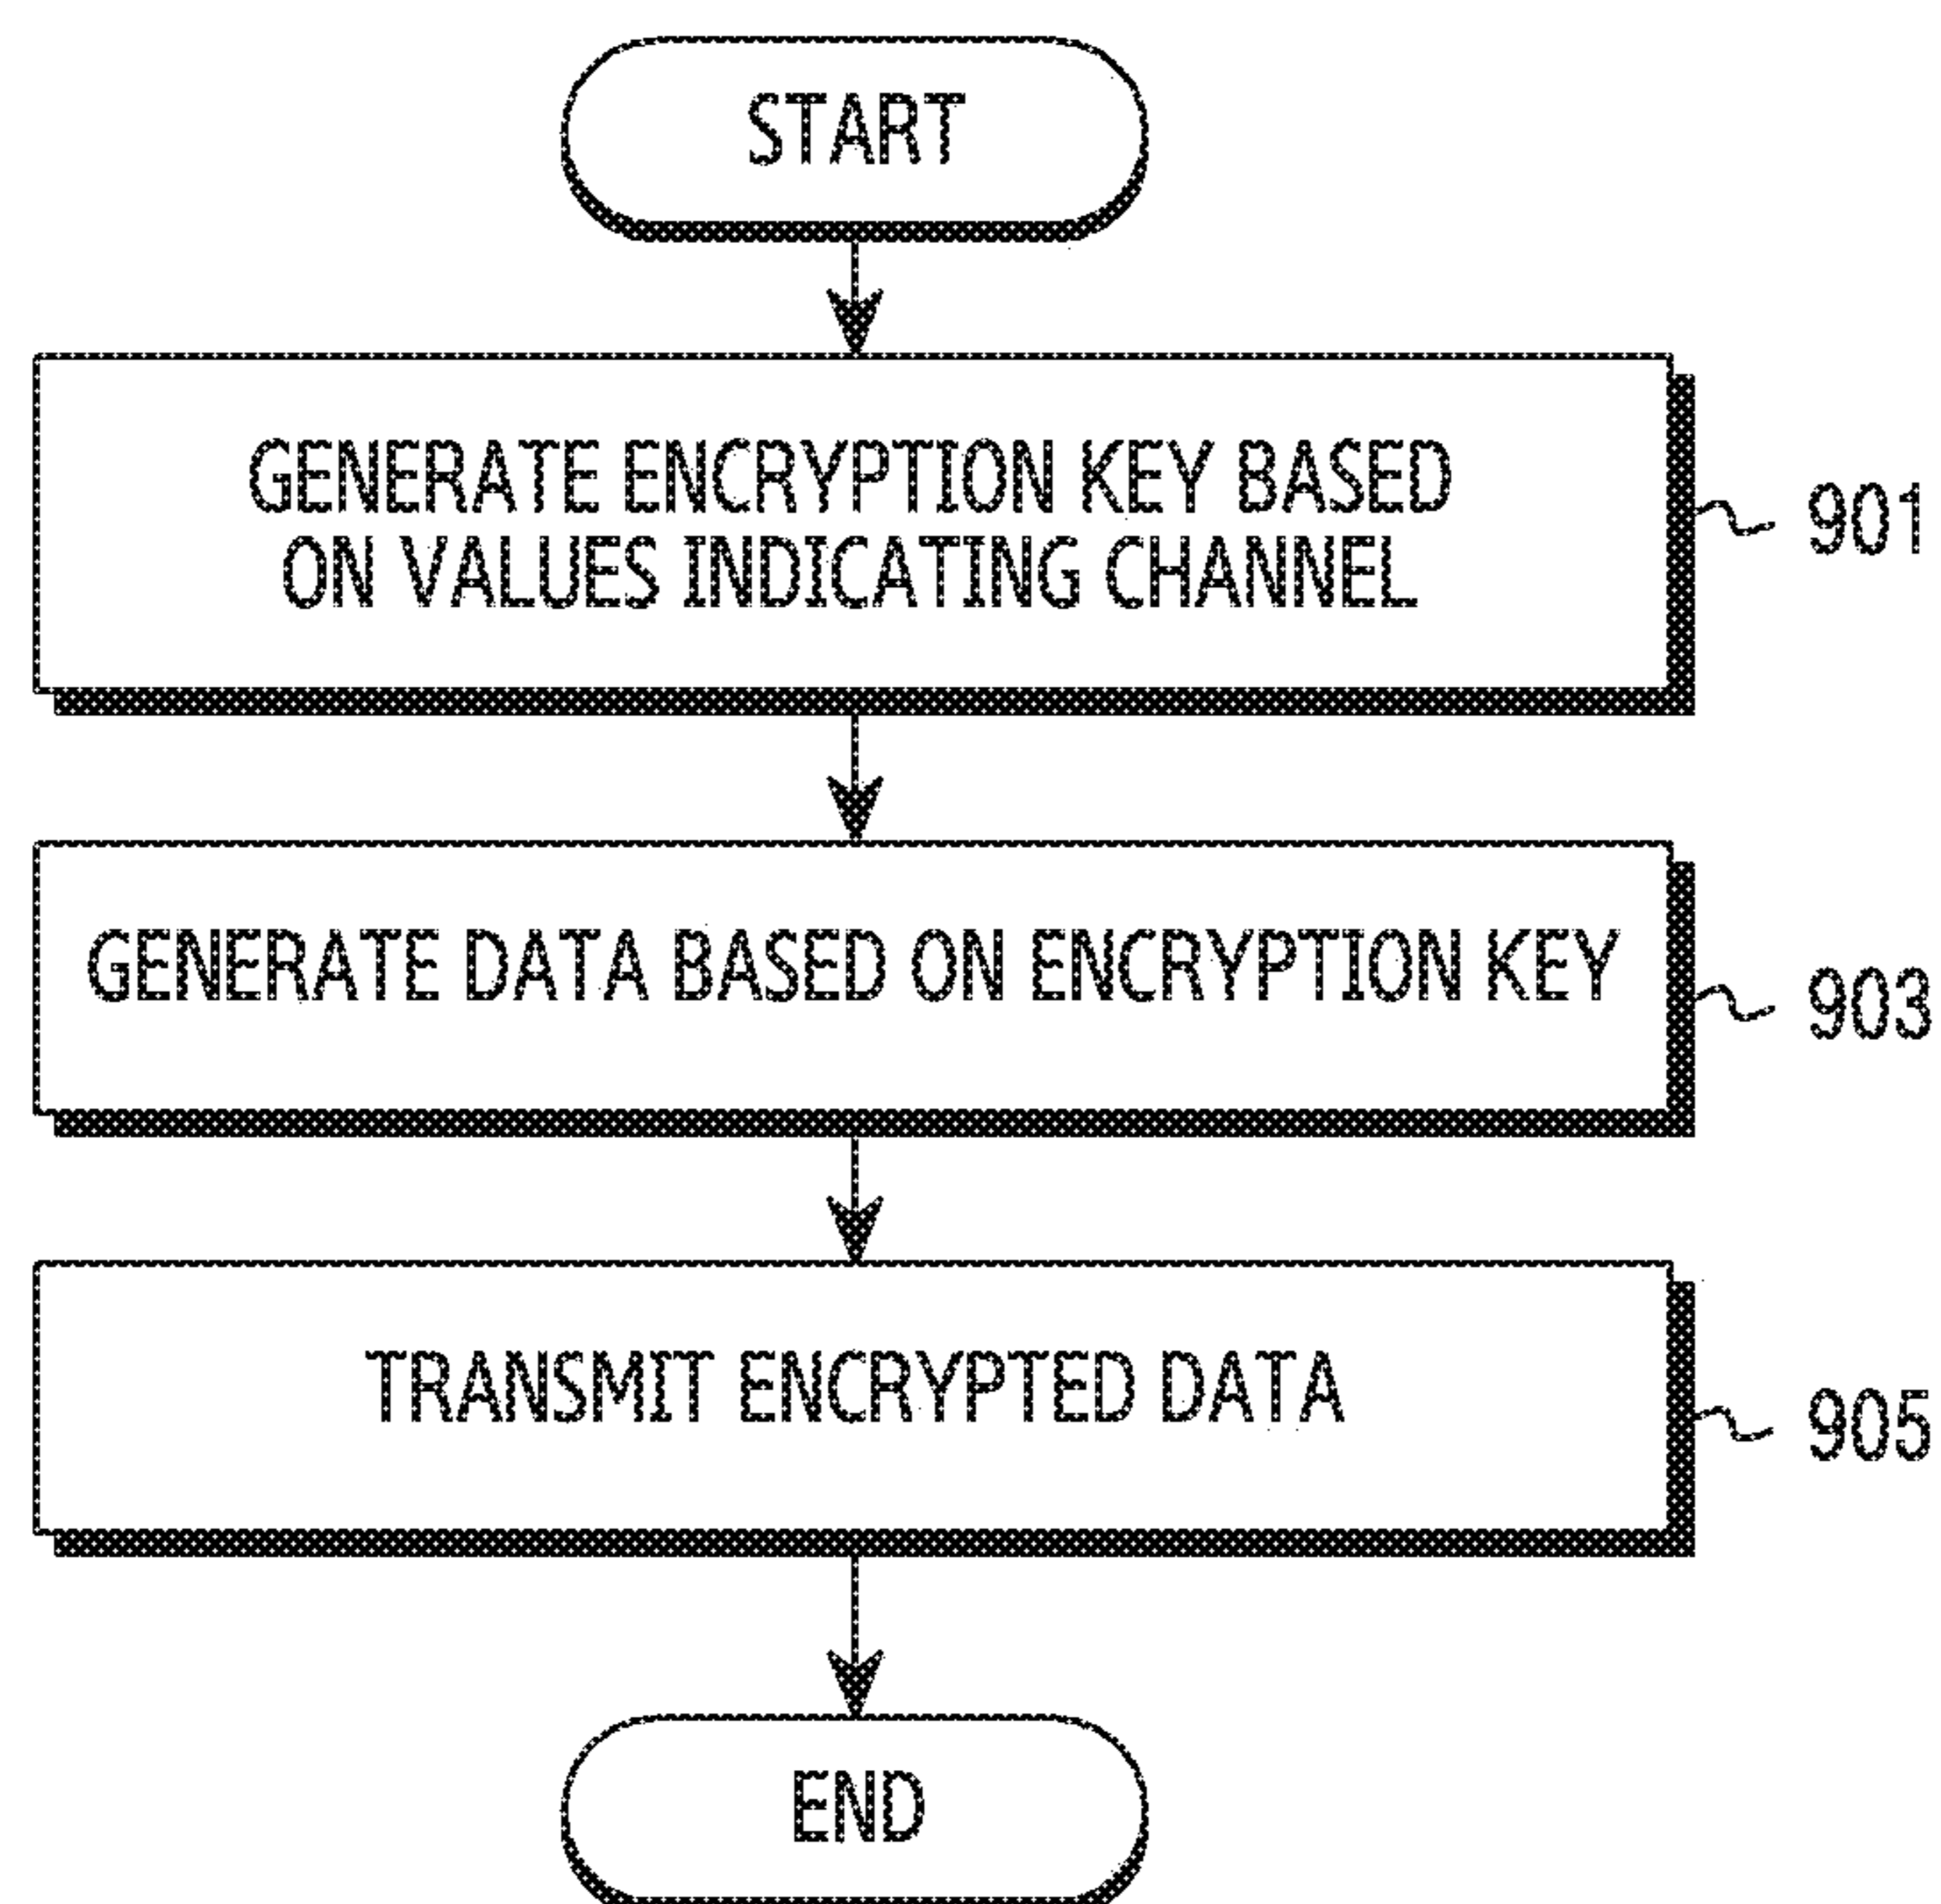 START
GENERATE ENCRYPTION KEY BASED
ON VALUES INDICATING CHANNEL
901
GENERATE DATA BASED ON ENCRYPTION KEY
903
TRANSMIT ENCRYPTED DATA
905
END